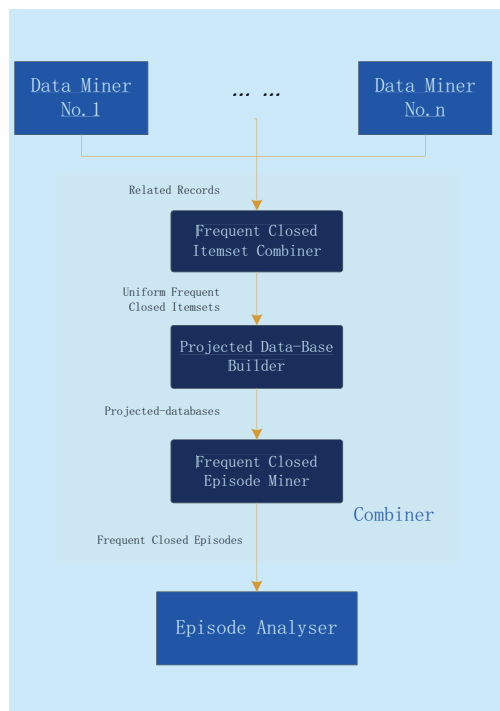 Data Miner
No.1
... ...
Data Miner
No.n
Related Records
Frequent Closed
Itemset Combiner
Uniform Frequent
Closed Itemsets
Projected Data-Base
Builder
Projected-databases
Frequent Closed
Episode Miner
Combiner
Frequent Closed Episodes
Episode Analyser